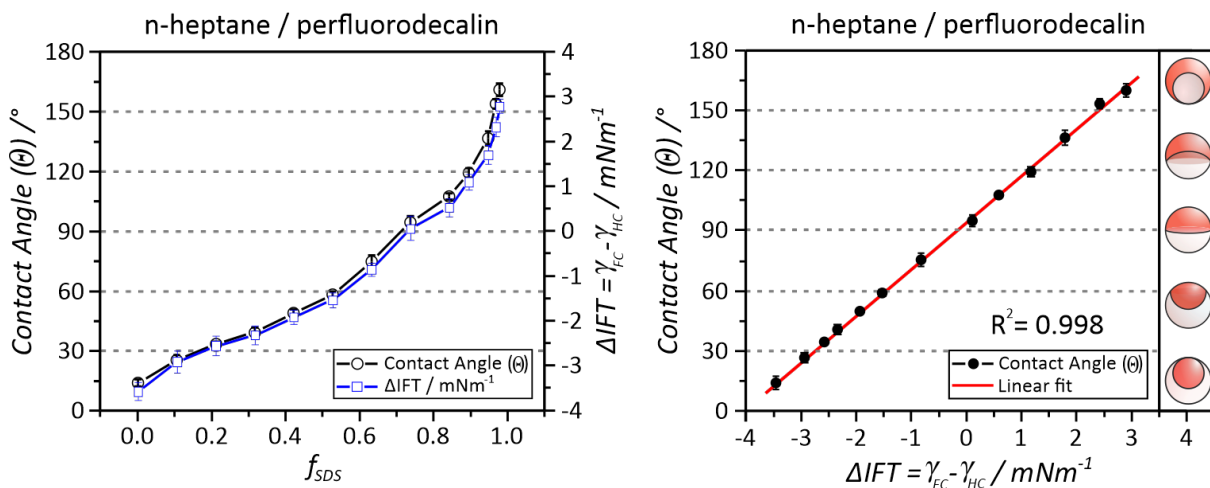 n-heptane / perfluorodecalin
Contact Angle (Θ) /°
180
150
120
90
60
30
0
4
3
2
1
0
-1
-2
-3
-4
ΔIFT = γFC-γHC / mNm-1
Contact Angle (Θ)
ΔIFT / mNm-1
0.0 0.2 0.4 0.6 0.8 1.0
fSDS
n-heptane / perfluorodecalin
Contact Angle (Θ) /°
180
150
120
90
60
30
0
R2= 0.998
Contact Angle (Θ)
Linear fit
-4 -3 -2 -1 0 1 2 3 4
ΔIFT = γFC-γHC / mNm-1